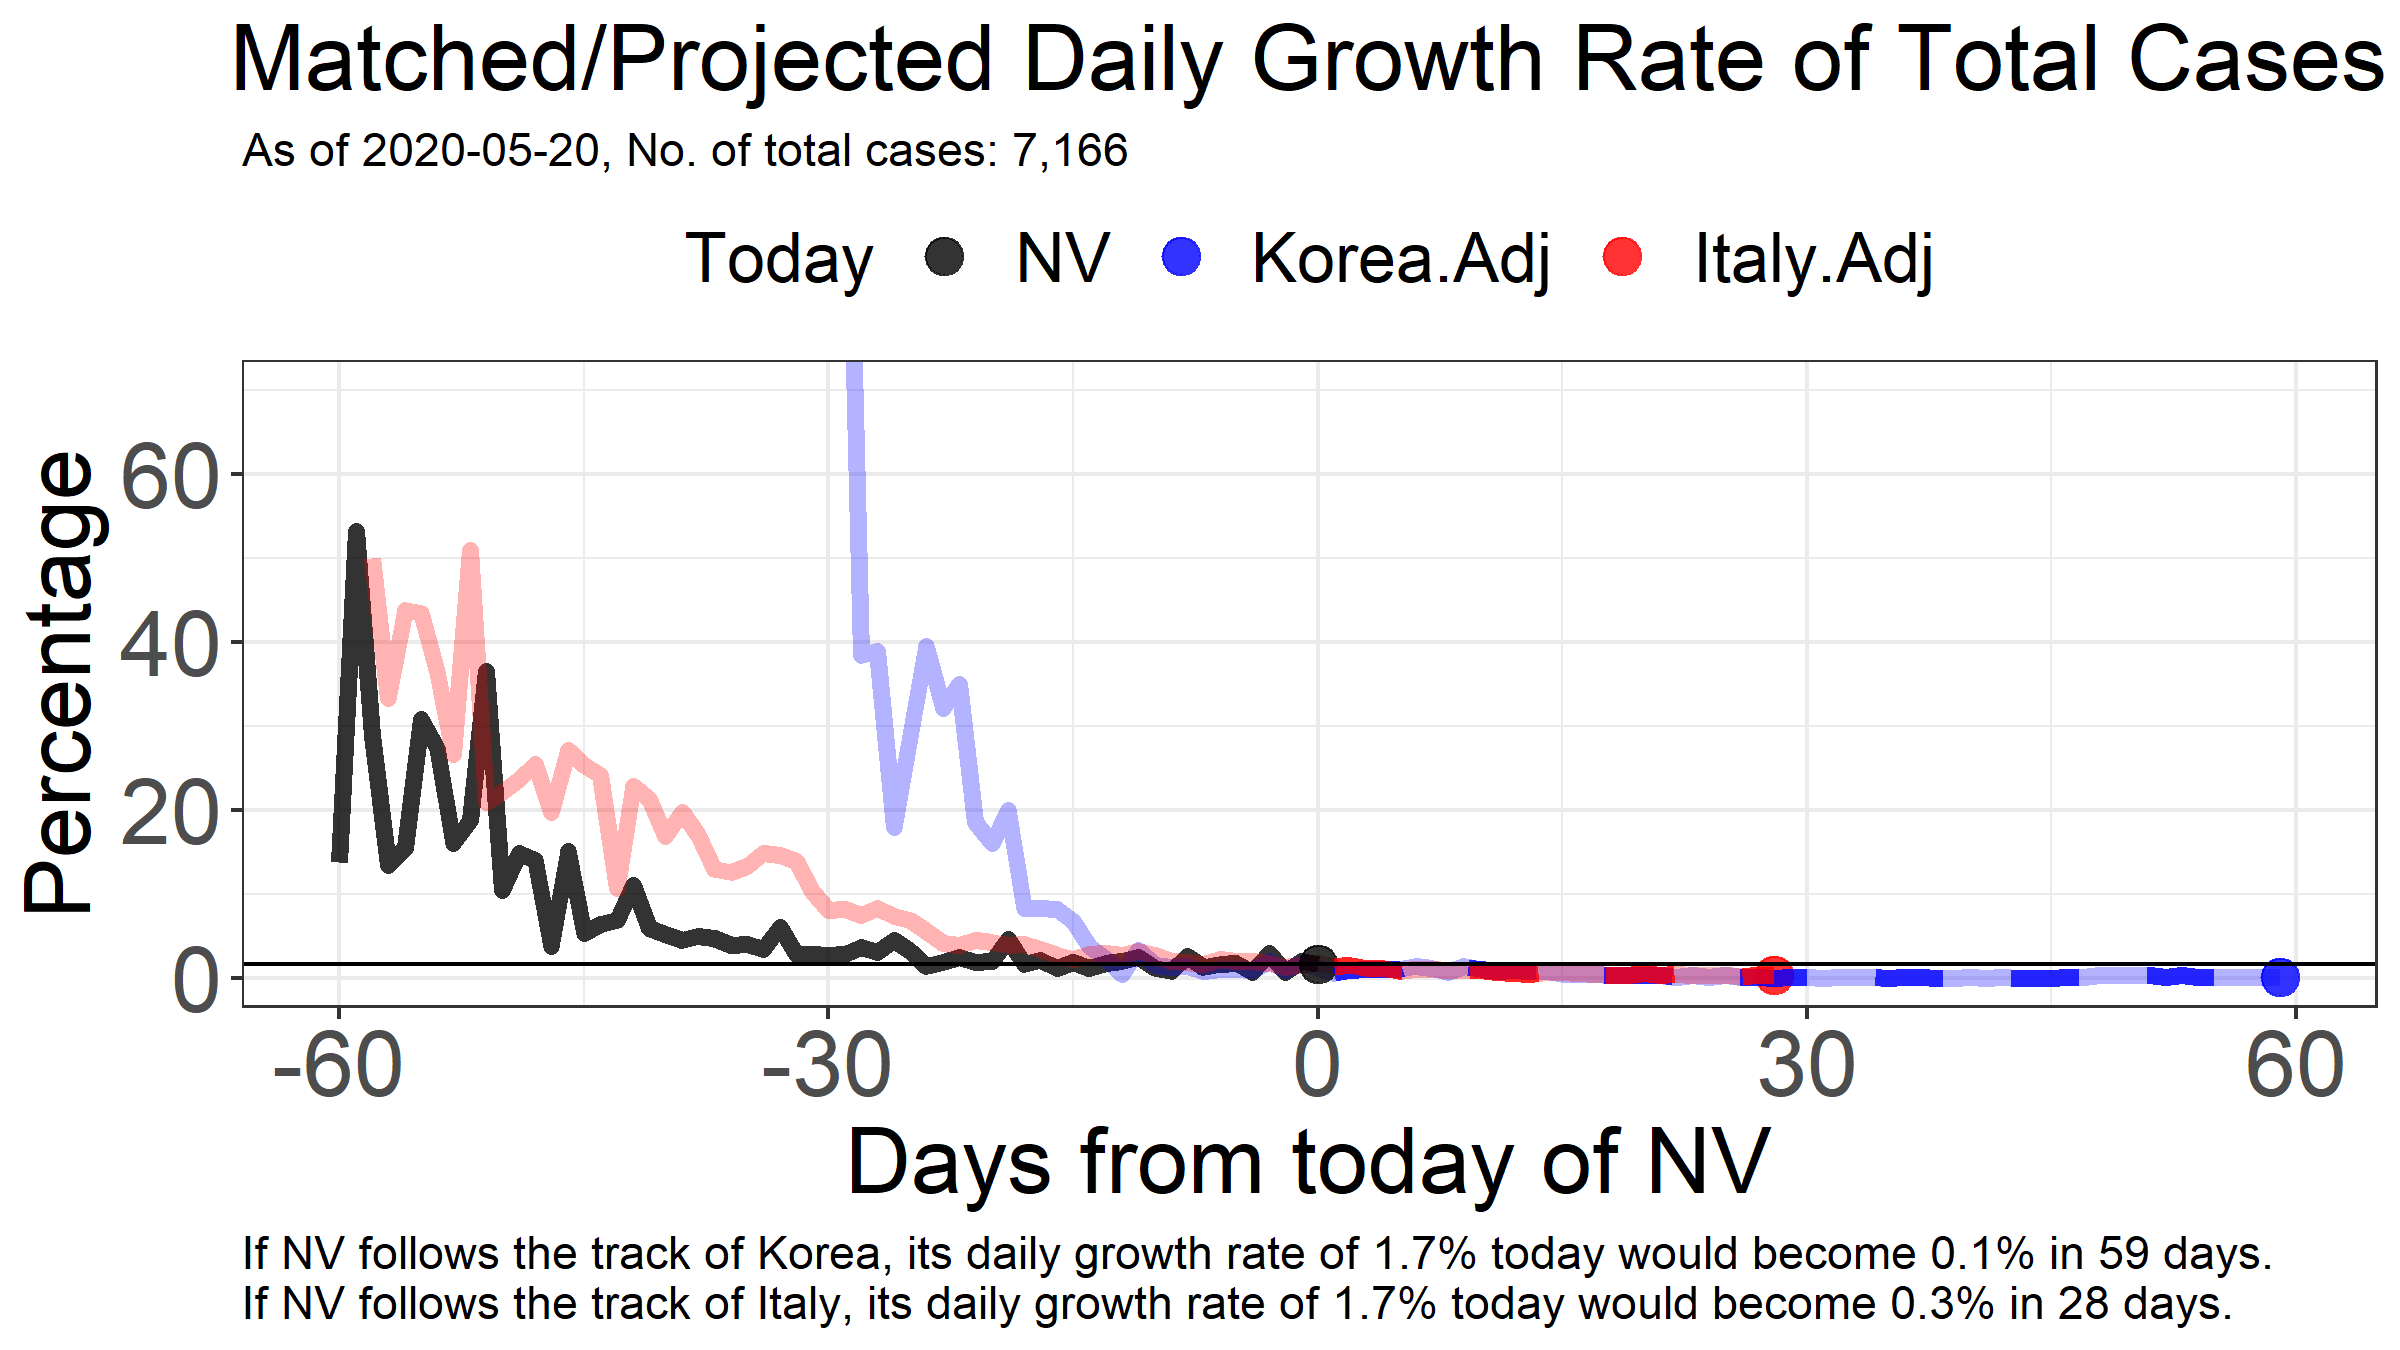 Matched/Projected Daily Growth Rate of Total Cases
As of 2020-05-20, No. of total cases: 7,166
Today NV Korea.Adj Italy.Adj
Percentage
60
40
20
0
-60 -30 0 30 60
Days from today of NV
If NV follows the track of Korea, its daily growth rate of 1.7% today would become 0.1% in 59 days.
If NV follows the track of Italy, its daily growth rate of 1.7% today would become 0.3% in 28 days.